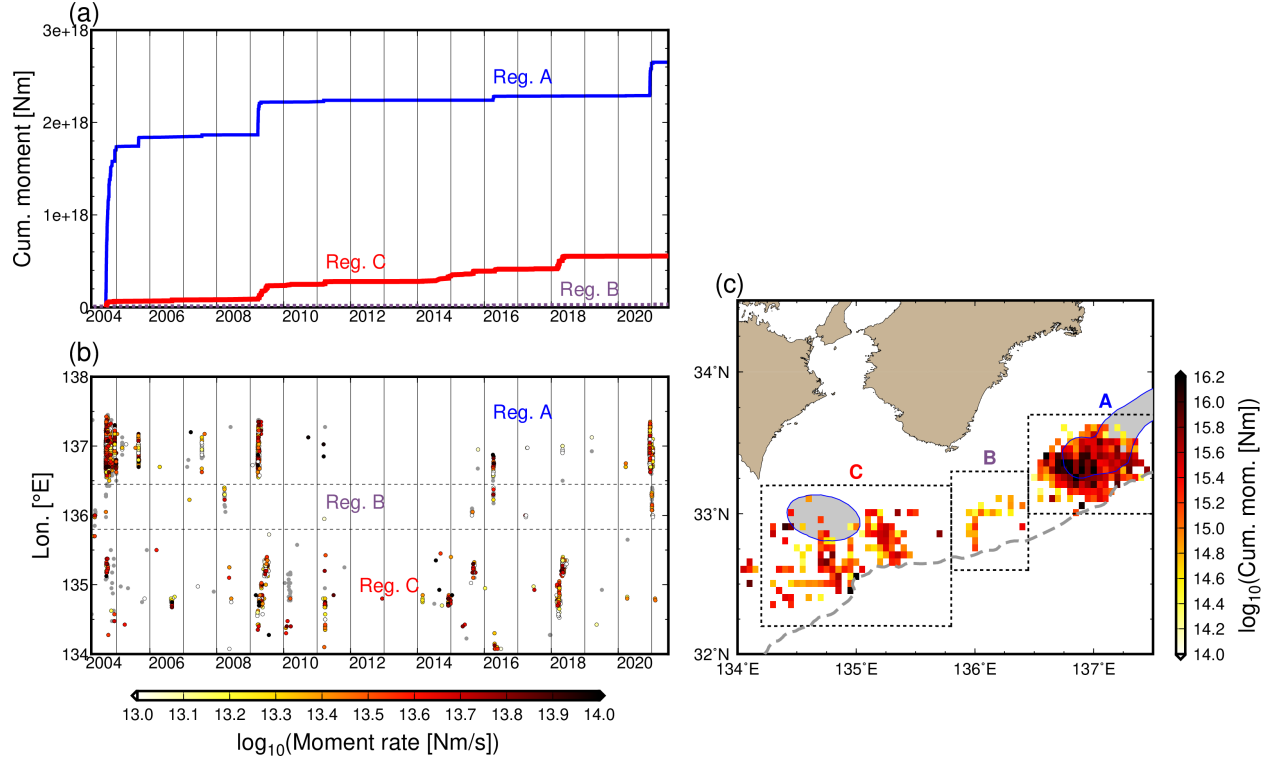 (a)
3e+18
2e+18
1e+18
0
Cum. moment [Nm]
Reg. A
Reg. C
Reg. B
2004 2006 2008 2010 2012 2014 2016 2018 2020
(b)
138
137
136
135
134
Lon. [°E]
Reg. A
Reg. B
Reg. C
2004 2006 2008 2010 2012 2014 2016 2018 2020
13.0 13.1 13.2 13.3 13.4 13.5 13.6 13.7 13.8 13.9 14.0
log₁₀(Moment rate [Nm/s])
(c)
34°N
33°N
32°N
134°E 135°E 136°E 137°E
A
B
C
16.2
16.0
15.8
15.6
15.4
15.2
15.0
14.8
14.6
14.4
14.2
14.0
log₁₀(Cum. mom. [Nm])